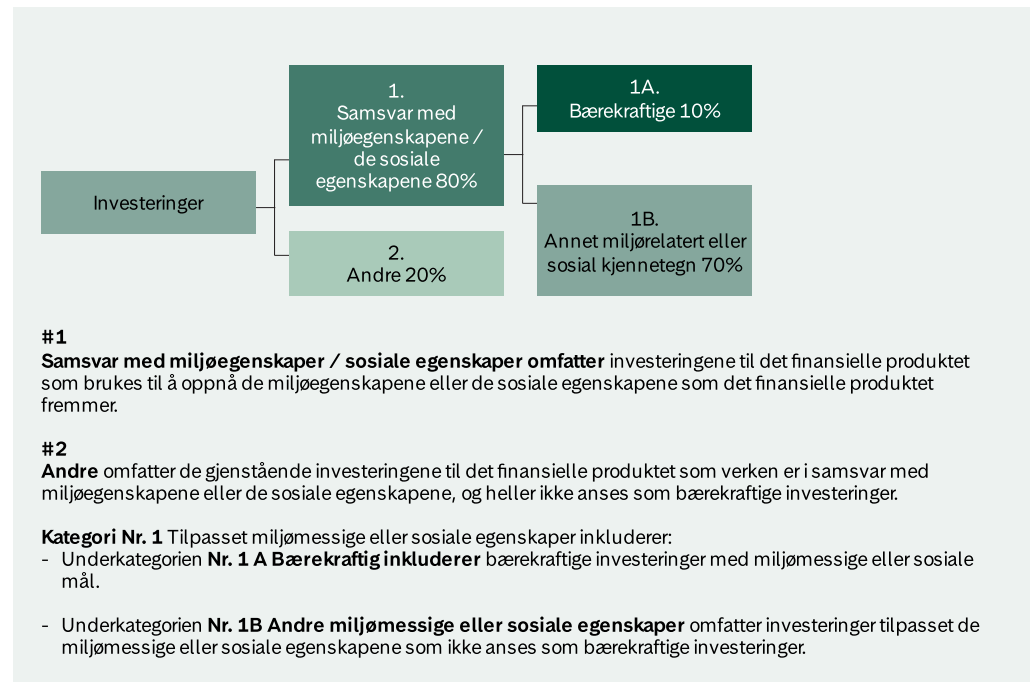 Investeringer
1.
Samsvar med
miljøegenskapene /
de sosiale
egenskapene 80%
2.
Andre 20%
1A.
Bærekraftige 10%
1B.
Annet miljørelatert eller
sosial kjennetegn 70%
#1
Samsvar med miljøegenskaper / sosiale egenskaper omfatter investeringene til det finansielle produktet
som brukes til å oppnå de miljøegenskapene eller de sosiale egenskapene som det finansielle produktet
fremmer.
#2
Andre omfatter de gjenstående investeringene til det finansielle produktet som verken er i samsvar med
miljøegenskapene eller de sosiale egenskapene, og heller ikke anses som bærekraftige investeringer.
Kategori Nr. 1 Tilpasset miljømessige eller sosiale egenskaper inkluderer:
- Underkategorien Nr. 1 A Bærekraftig inkluderer bærekraftige investeringer med miljømessige eller sosiale
mål.
- Underkategorien Nr. 1B Andre miljømessige eller sosiale egenskaper omfatter investeringer tilpasset de
miljømessige eller sosiale egenskapene som ikke anses som bærekraftige investeringer.